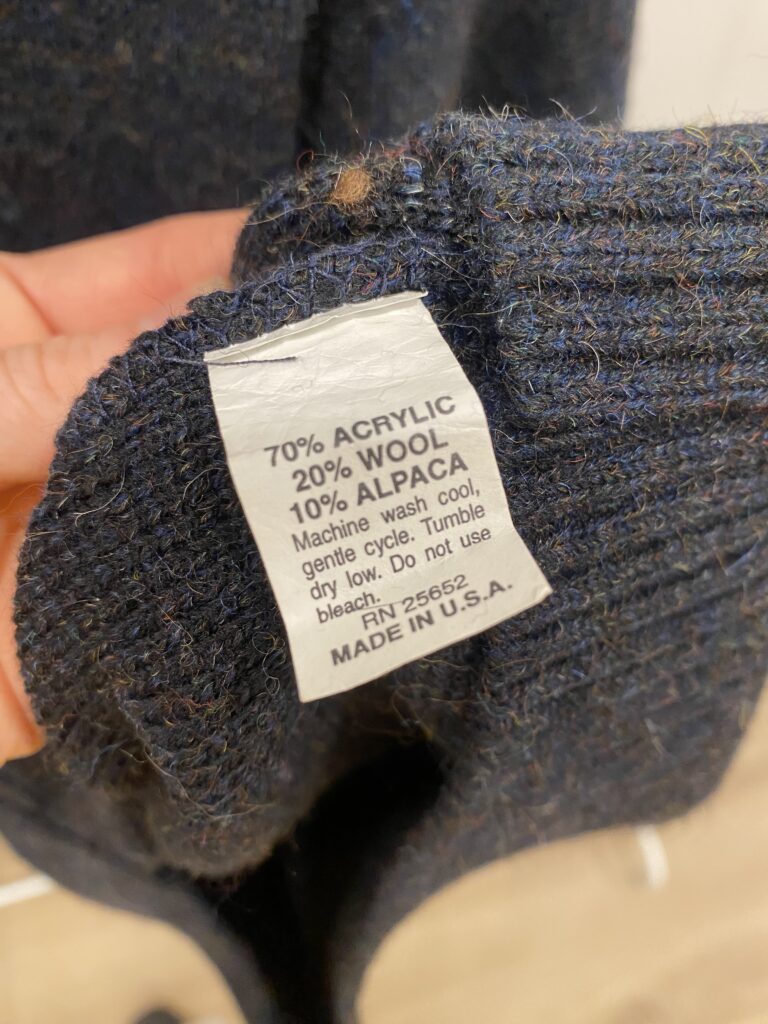 70% ACRYLIC
20% WOOL
10% ALPACA
Machine wash cool,
gentle cycle. Tumble
dry low. Do not use
bleach.
RN 25652
MADE IN U.S.A.